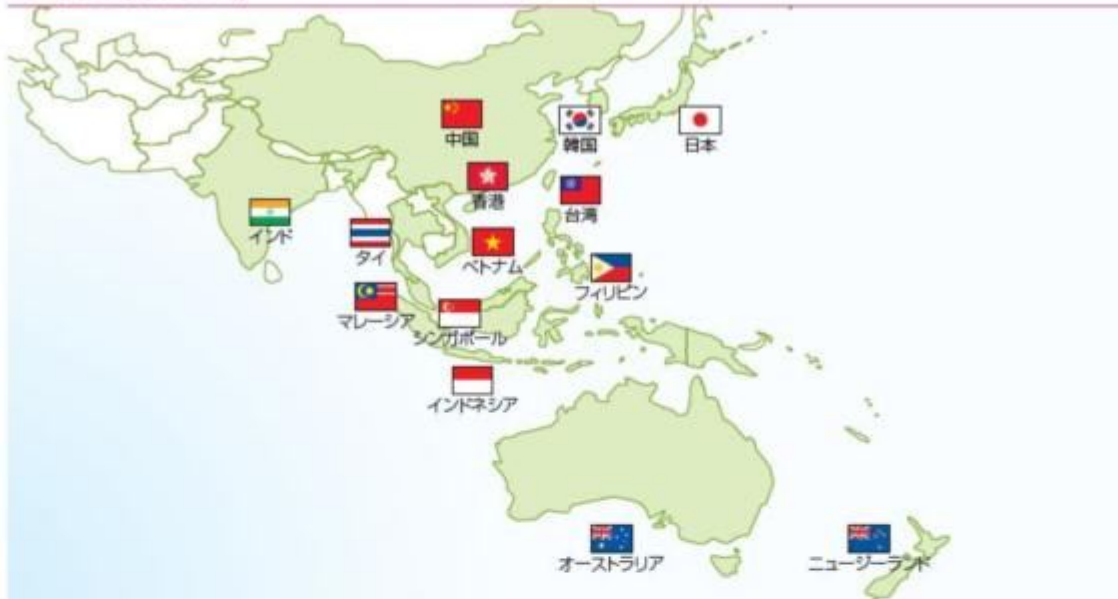 中国
韓国
日本
香港
台湾
インド
タイ
ベトナム
フィリピン
マレーシア
シンガポール
インドネシア
オーストラリア
ニュージーランド